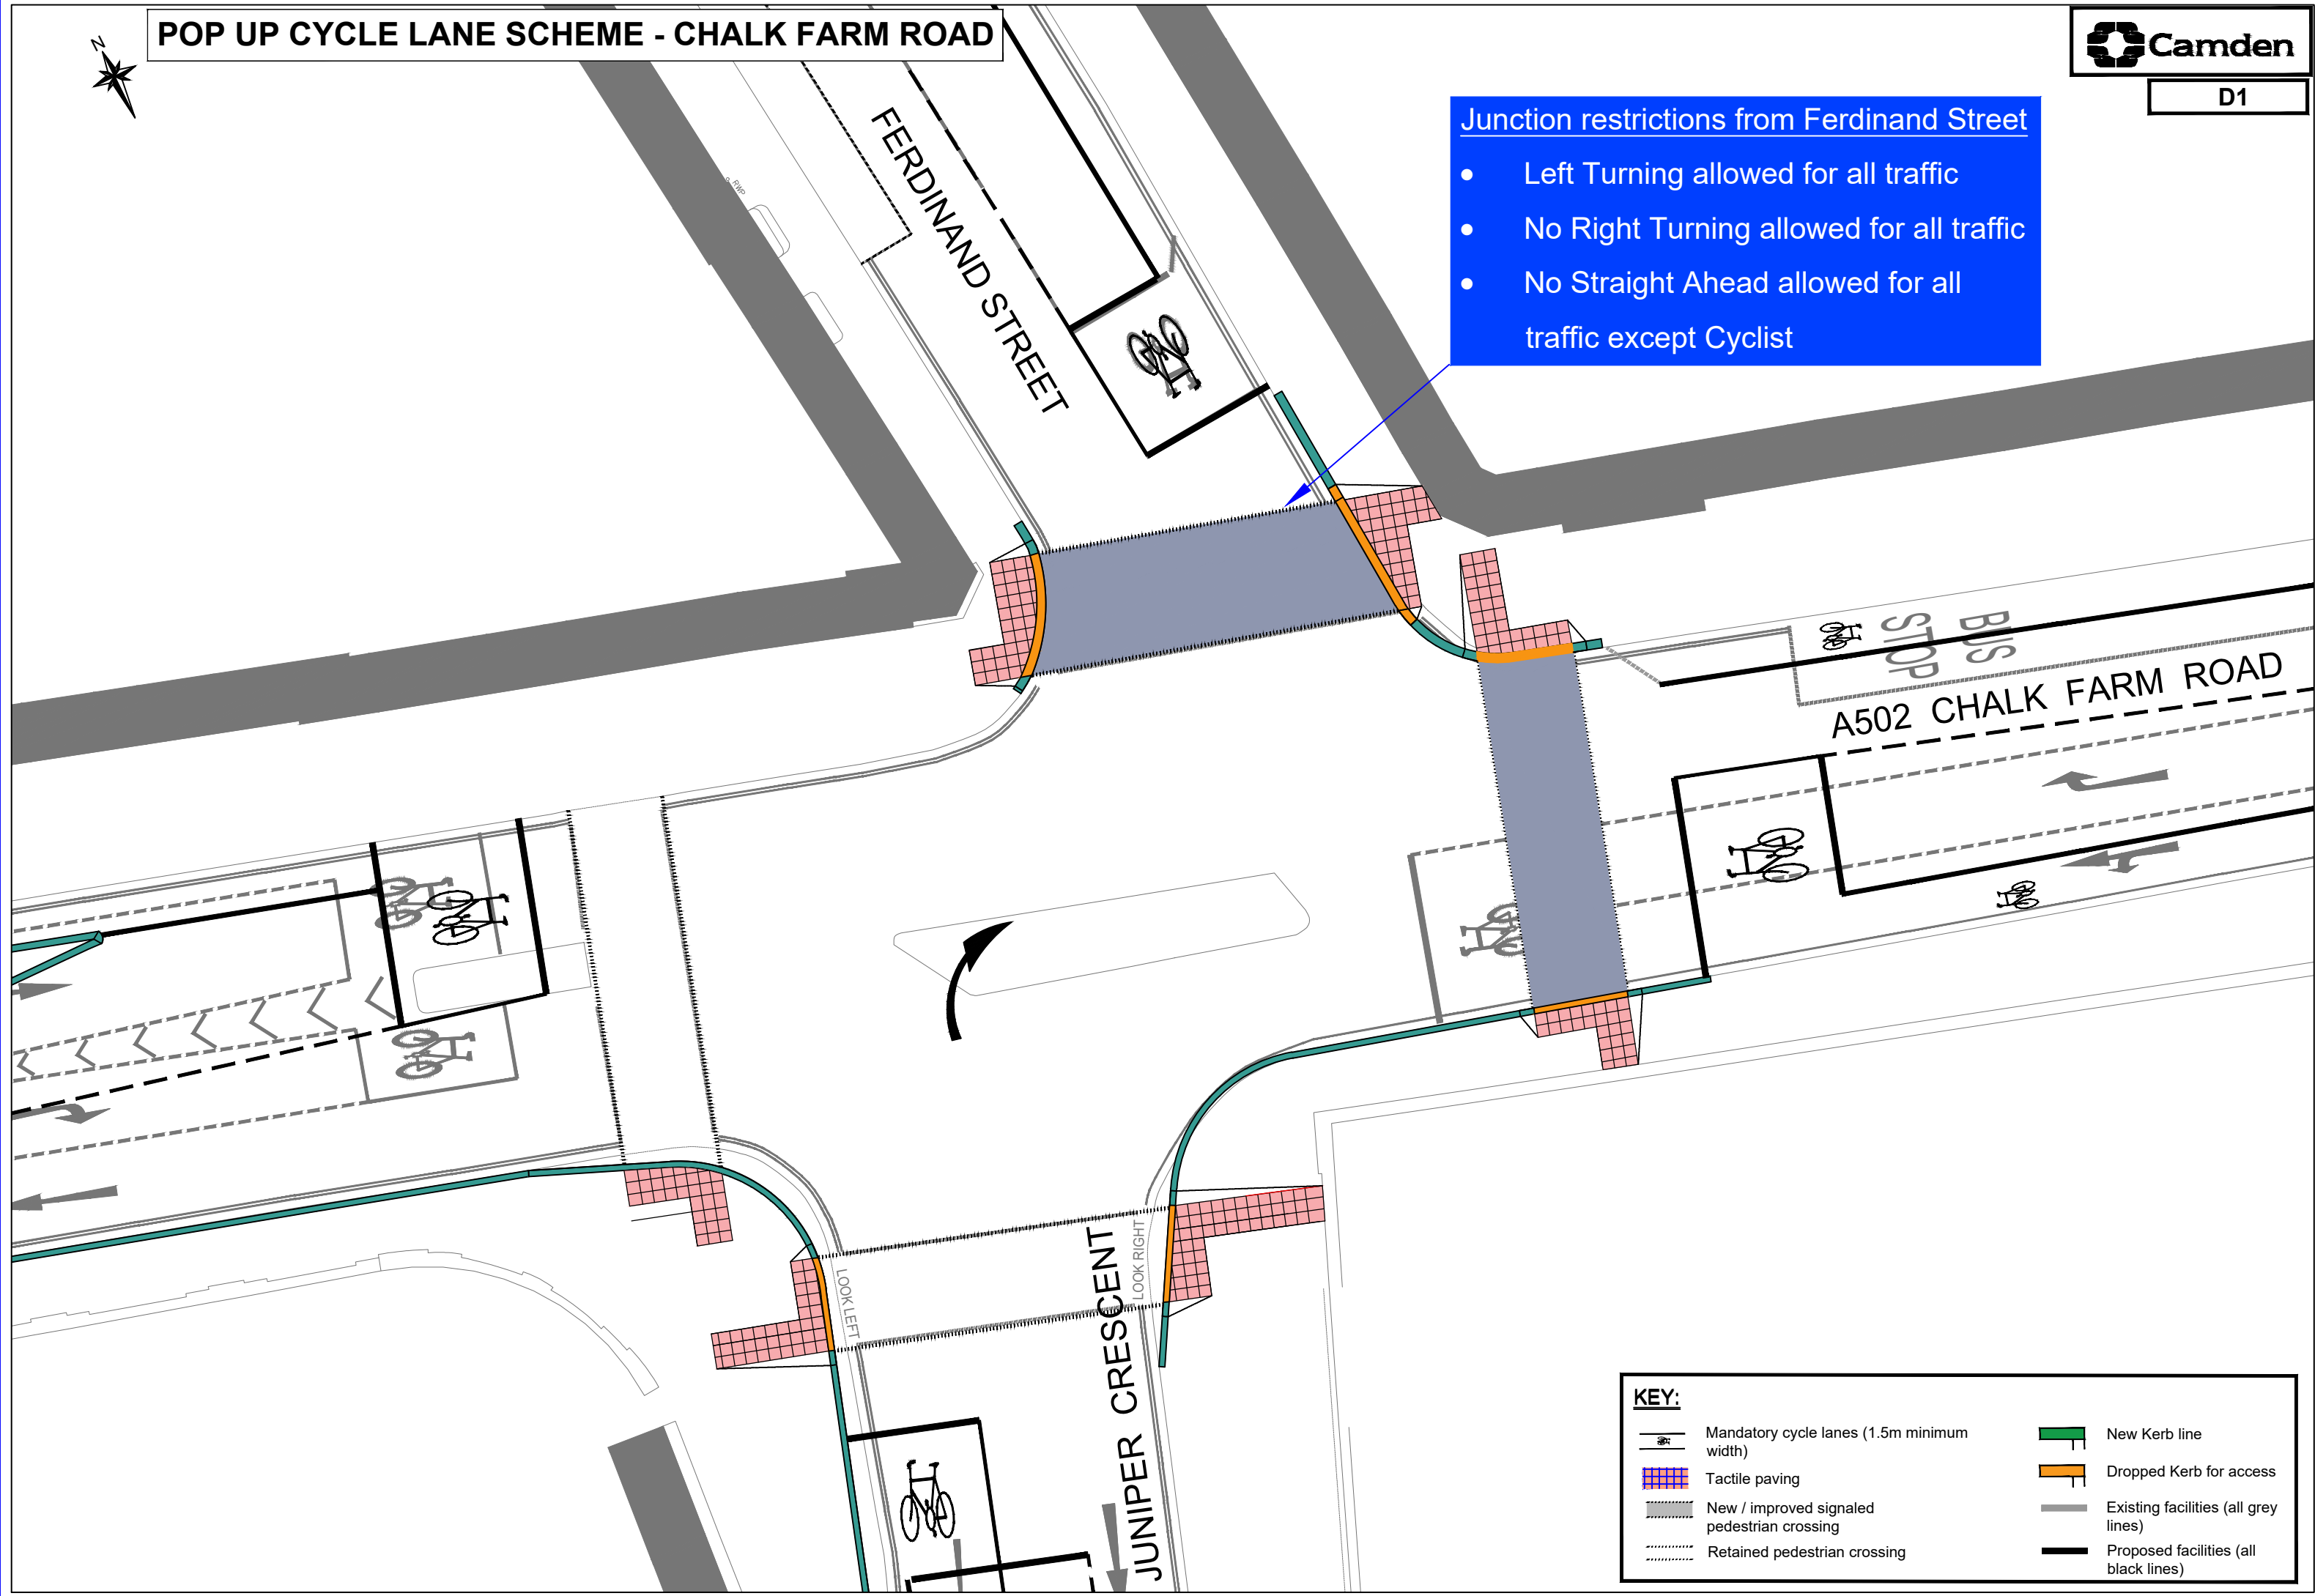 POP UP CYCLE LANE SCHEME - CHALK FARM ROAD
N
Camden
D1
Junction restrictions from Ferdinand Street
• Left Turning allowed for all traffic
• No Right Turning allowed for all traffic
• No Straight Ahead allowed for all
traffic except Cyclist
RWP
FERDINAND STREET
BUS
STOP
A502 CHALK FARM ROAD
LOOK LEFT
LOOK RIGHT
JUNIPER CRESCENT
KEY:
Mandatory cycle lanes (1.5m minimum
width)
Tactile paving
New / improved signaled
pedestrian crossing
Retained pedestrian crossing
New Kerb line
Dropped Kerb for access
Existing facilities (all grey
lines)
Proposed facilities (all
black lines)